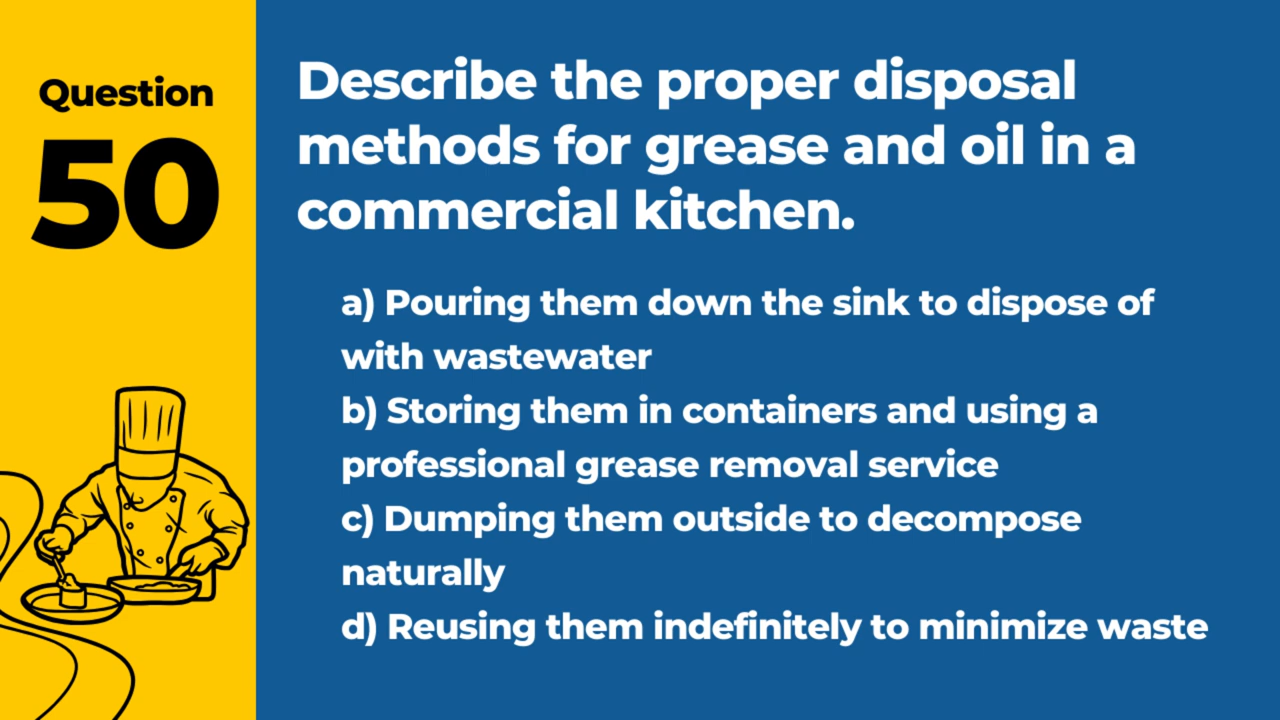 Question
50
Describe the proper disposal
methods for grease and oil in a
commercial kitchen.
a) Pouring them down the sink to dispose of
with wastewater
b) Storing them in containers and using a
professional grease removal service
c) Dumping them outside to decompose
naturally
d) Reusing them indefinitely to minimize waste